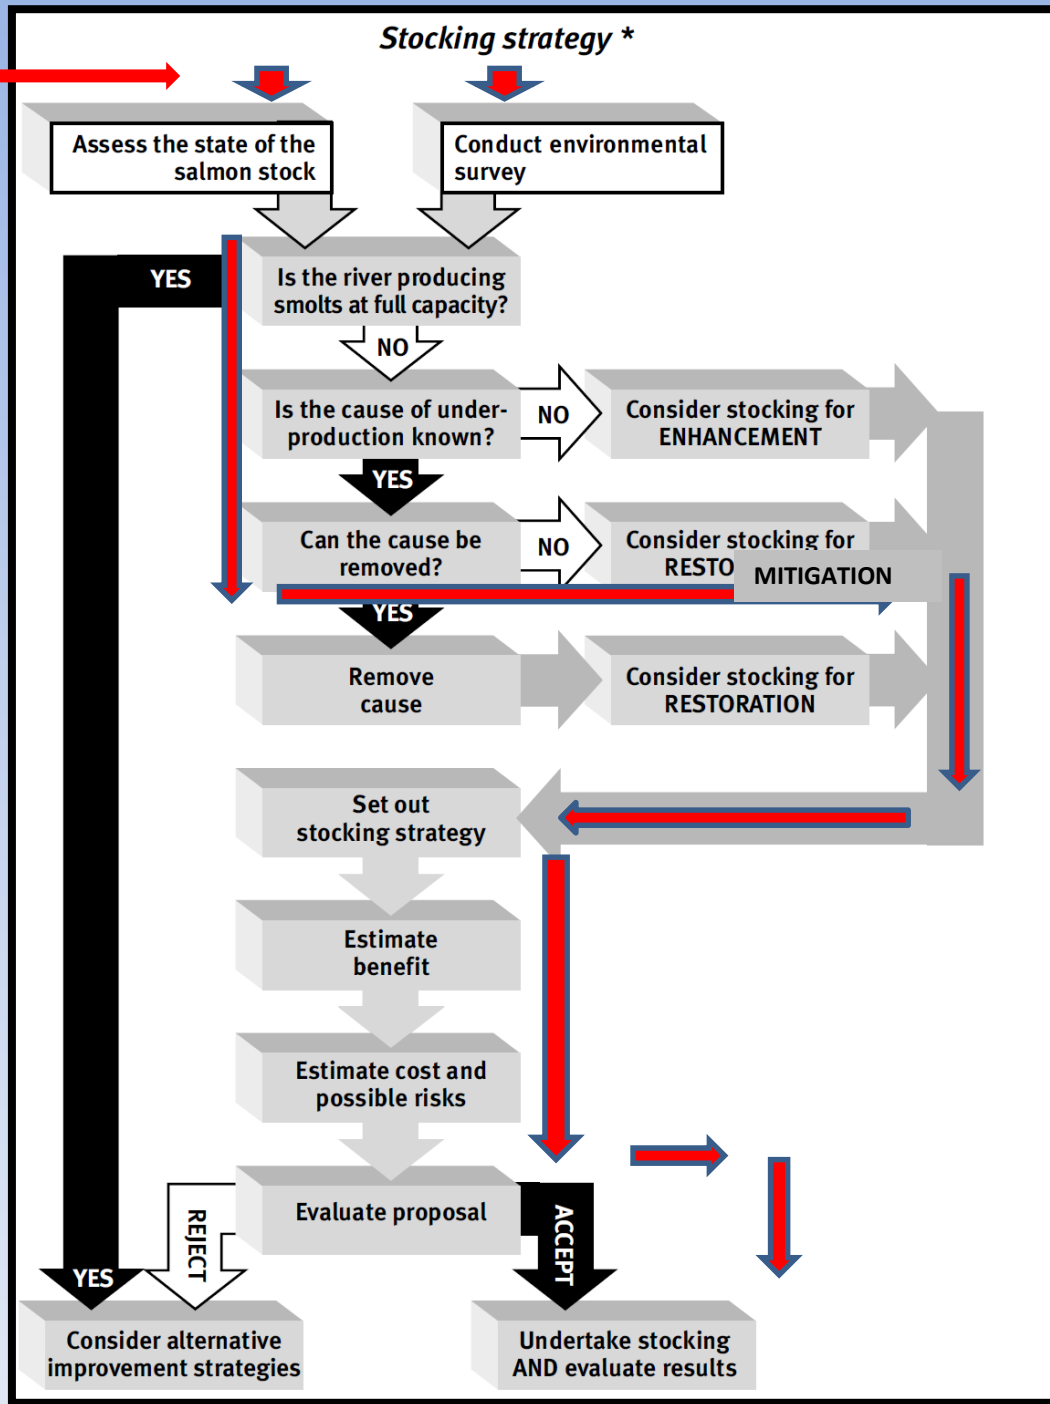 Stocking strategy *
Assess the state of the
salmon stock
Conduct environmental
survey
YES
Is the river producing
smolts at full capacity?
NO
Is the cause of under-
production known?
NO
Consider stocking for
ENHANCEMENT
YES
Can the cause be
removed?
NO
Consider stocking for
RESTO
MITIGATION
YES
Remove
cause
Consider stocking for
RESTORATION
Set out
stocking strategy
Estimate
benefit
Estimate cost and
possible risks
Evaluate proposal
REJECT
ACCEPT
YES
Consider alternative
improvement strategies
Undertake stocking
AND evaluate results